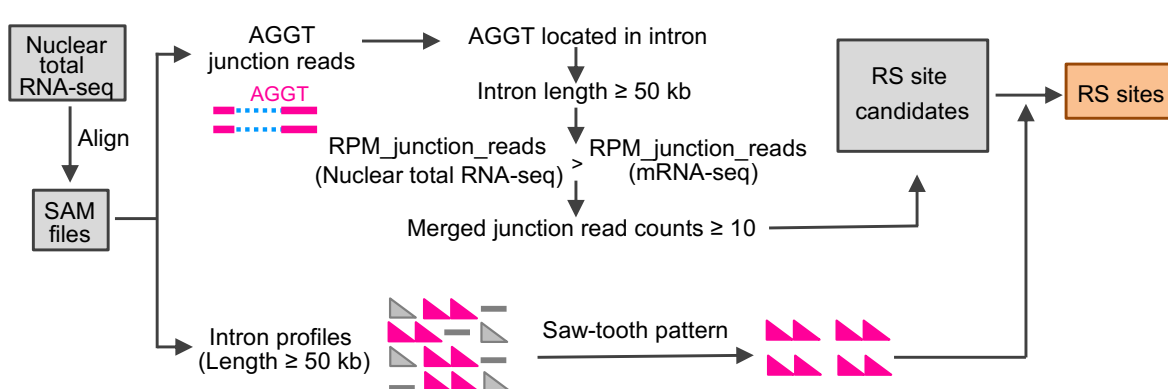 Nuclear
total
RNA-seq
Align
SAM
files
AGGT
junction reads
AGGT
AGGT located in intron
Intron length ≥ 50 kb
RPM_junction_reads
(Nuclear total RNA-seq)
>
RPM_junction_reads
(mRNA-seq)
Merged junction read counts ≥ 10
RS site
candidates
RS sites
Intron profiles
(Length ≥ 50 kb)
Saw-tooth pattern